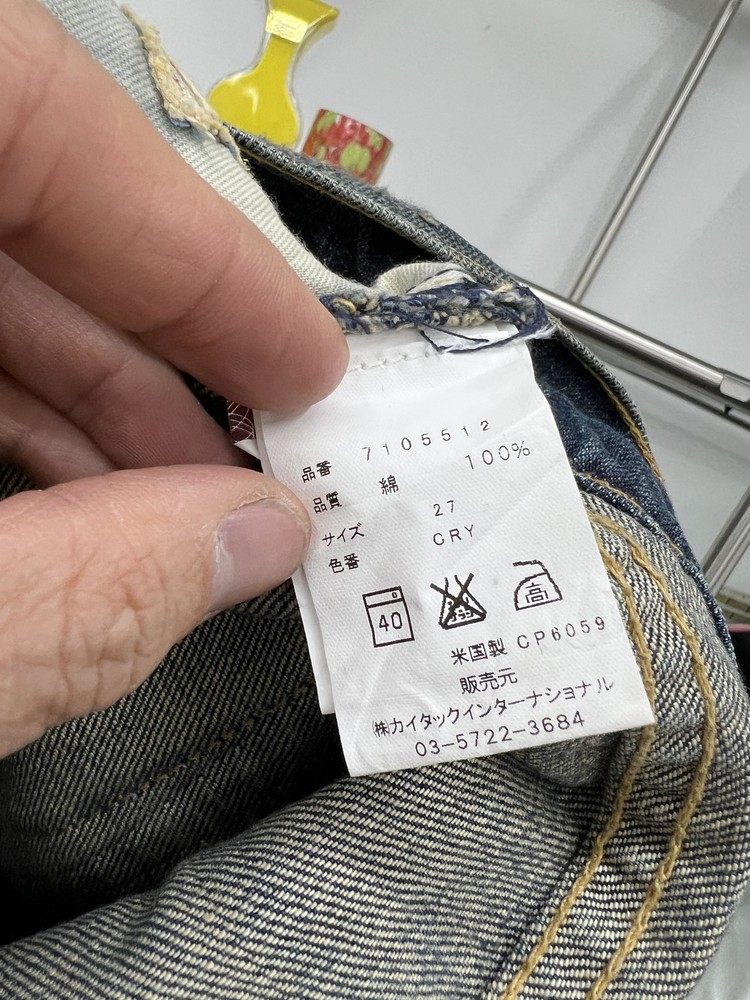 品番 7105512
品質 綿 100%
サイズ 27
色番 CRY
40 高
米国製 CP6059
販売元
㈱カイタックインターナショナル
03-5722-3684